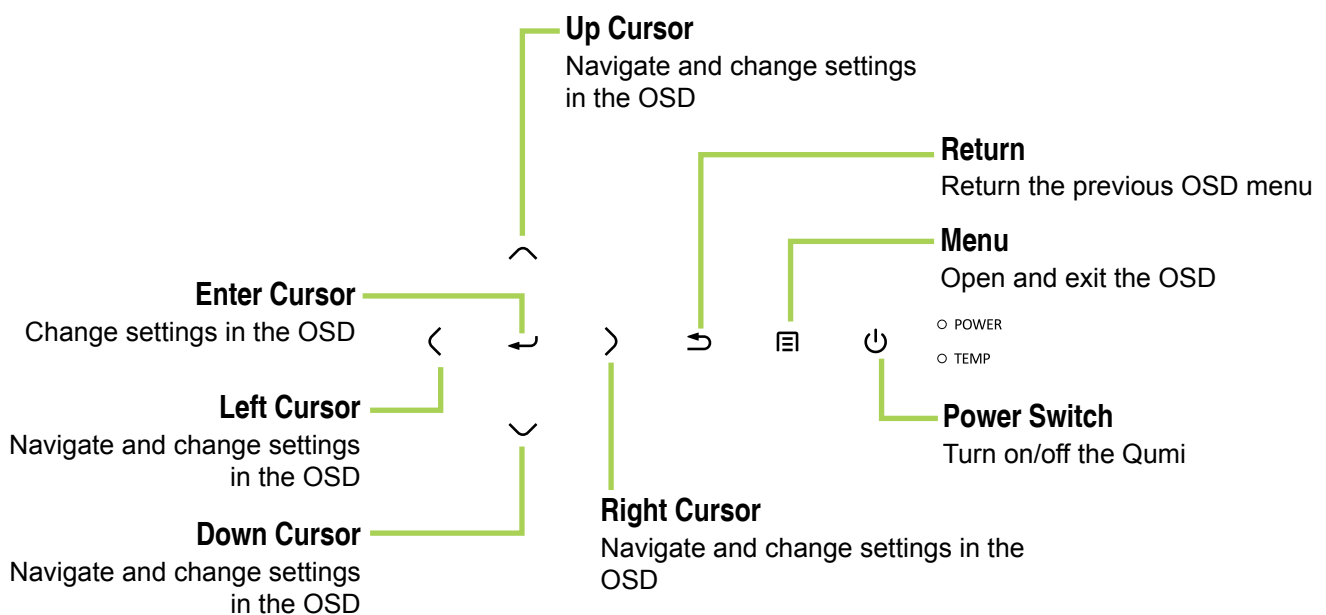 Up Cursor
Navigate and change settings
in the OSD
Return
Return the previous OSD menu
Menu
Open and exit the OSD
Enter Cursor
Change settings in the OSD
POWER
TEMP
Left Cursor
Navigate and change settings
in the OSD
Power Switch
Turn on/off the Qumi
Right Cursor
Navigate and change settings in the
OSD
Down Cursor
Navigate and change settings
in the OSD